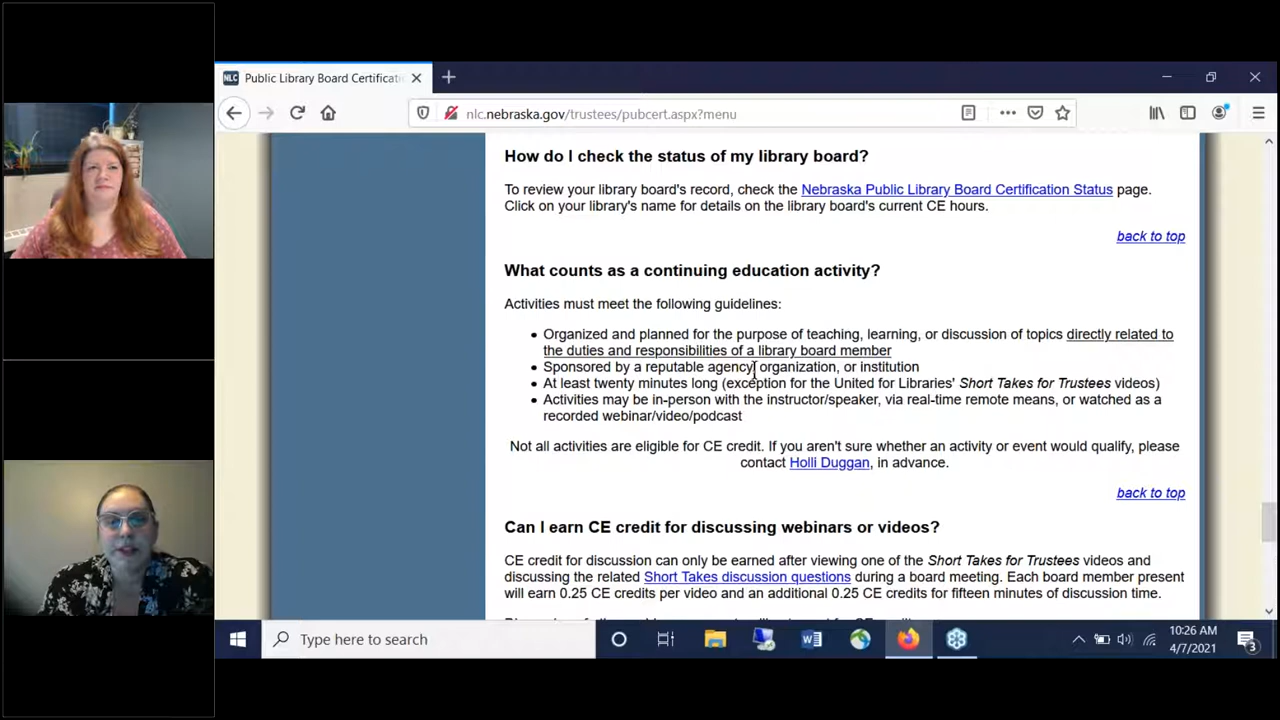 NLC Public Library Board Certificati
nlc.nebraska.gov/trustees/pubcert.aspx?menu
How do I check the status of my library board?
To review your library board's record, check the Nebraska Public Library Board Certification Status page.
Click on your library's name for details on the library board's current CE hours.
back to top
What counts as a continuing education activity?
Activities must meet the following guidelines:
• Organized and planned for the purpose of teaching, learning, or discussion of topics directly related to
the duties and responsibilities of a library board member
• Sponsored by a reputable agency, organization, or institution
• At least twenty minutes long (exception for the United for Libraries' Short Takes for Trustees videos)
• Activities may be in-person with the instructor/speaker, via real-time remote means, or watched as a
recorded webinar/video/podcast
Not all activities are eligible for CE credit. If you aren't sure whether an activity or event would qualify, please
contact Holli Duggan, in advance.
back to top
Can I earn CE credit for discussing webinars or videos?
CE credit for discussion can only be earned after viewing one of the Short Takes for Trustees videos and
discussing the related Short Takes discussion questions during a board meeting. Each board member present
will earn 0.25 CE credits per video and an additional 0.25 CE credits for fifteen minutes of discussion time.
Type here to search
10:26 AM
4/7/2021
3